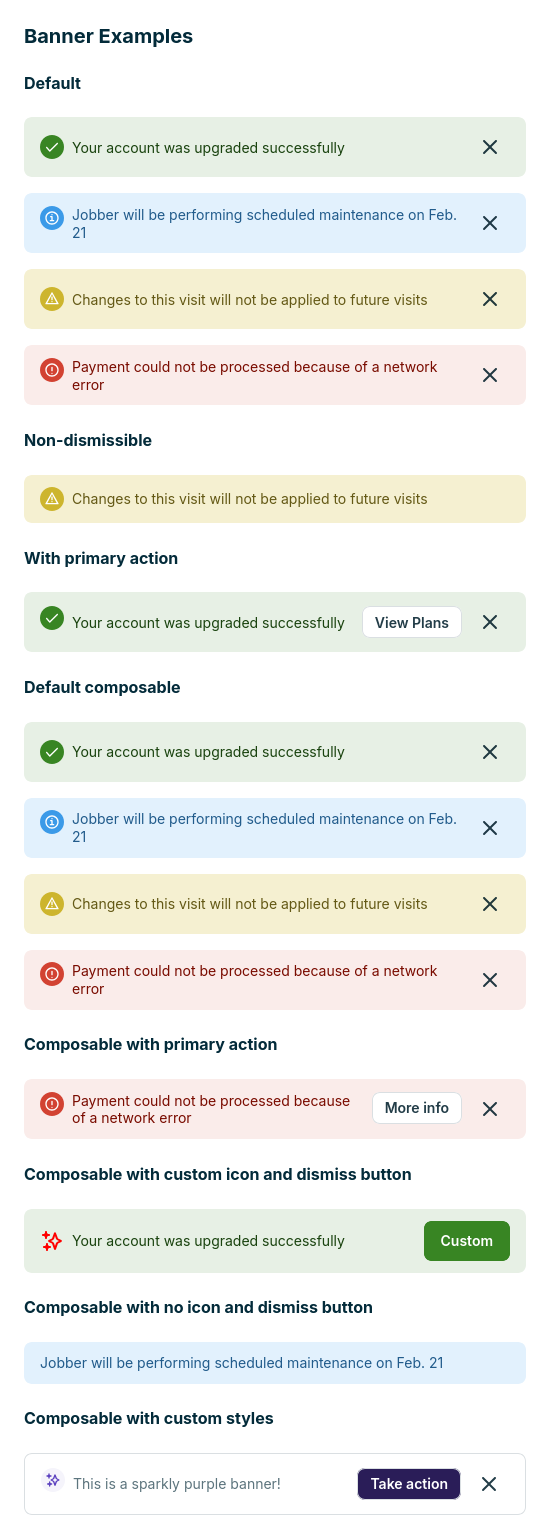 Banner Examples
Default
Your account was upgraded successfully
Jobber will be performing scheduled maintenance on Feb.
21
Changes to this visit will not be applied to future visits
Payment could not be processed because of a network
error
Non-dismissible
Changes to this visit will not be applied to future visits
With primary action
Your account was upgraded successfully View Plans
Default composable
Your account was upgraded successfully
Jobber will be performing scheduled maintenance on Feb.
21
Changes to this visit will not be applied to future visits
Payment could not be processed because of a network
error
Composable with primary action
Payment could not be processed because
of a network error
More info
Composable with custom icon and dismiss button
Your account was upgraded successfully Custom
Composable with no icon and dismiss button
Jobber will be performing scheduled maintenance on Feb. 21
Composable with custom styles
This is a sparkly purple banner! Take action